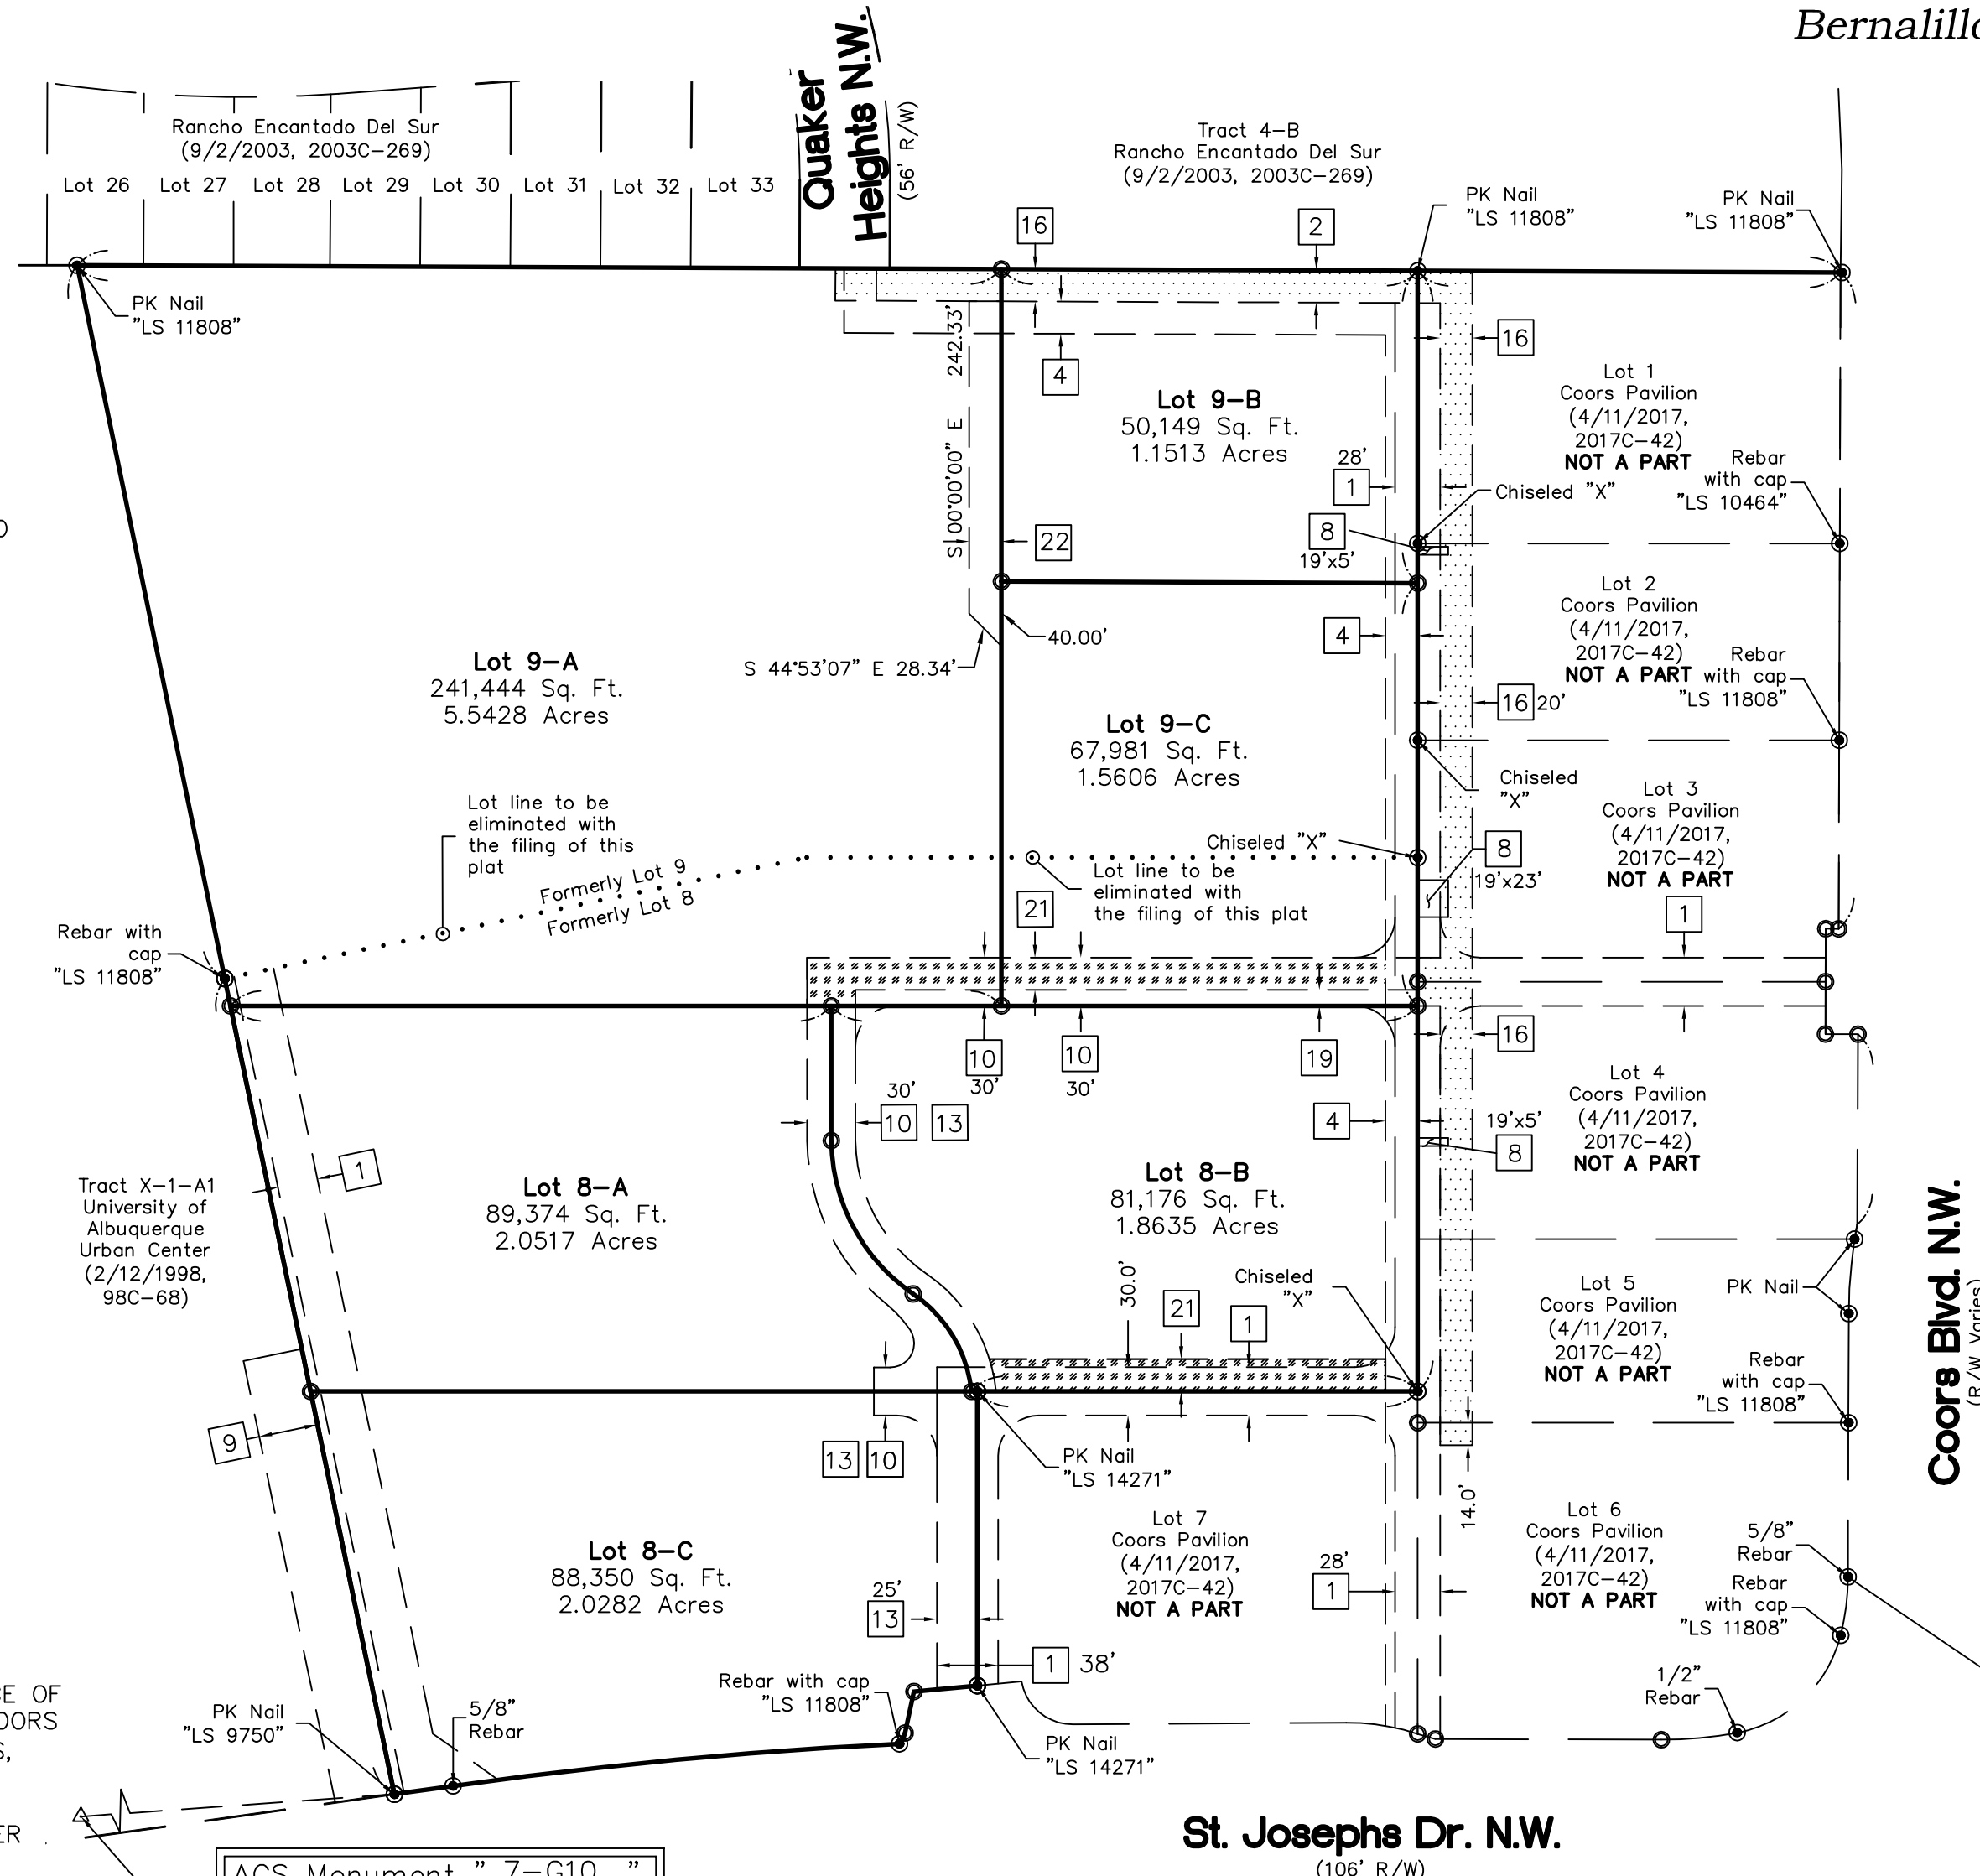 Bernalillo
Quaker
Heights N.W.
(56' R/W)
Rancho Encantado Del Sur
(9/2/2003, 2003C-269)
Lot 26
Lot 27
Lot 28
Lot 29
Lot 30
Lot 31
Lot 32
Lot 33
Tract 4-B
Rancho Encantado Del Sur
(9/2/2003, 2003C-269)
PK Nail
"LS 11808"
PK Nail
"LS 11808"
16
2
PK Nail
"LS 11808"
4
16
242.33'
S 00°00'00" E
Lot 9-B
50,149 Sq. Ft.
1.1513 Acres
28'
1
Lot 1
Coors Pavilion
(4/11/2017,
2017C-42)
NOT A PART
Rebar
with cap
"LS 10464"
Chiseled "X"
8
19'x5'
22
Lot 2
Coors Pavilion
(4/11/2017,
2017C-42)
NOT A PART
Rebar
with cap
"LS 11808"
4
40.00'
S 44°53'07" E 28.34'
Lot 9-A
241,444 Sq. Ft.
5.5428 Acres
16
20'
Lot 9-C
67,981 Sq. Ft.
1.5606 Acres
Chiseled
"X"
Lot 3
Coors Pavilion
(4/11/2017,
2017C-42)
NOT A PART
Lot line to be
eliminated with
the filing of this
plat
Formerly Lot 9
Formerly Lot 8
Chiseled "X"
8
19'x23'
Lot line to be
eliminated with
the filing of this plat
21
1
Rebar with
cap
"LS 11808"
10
30'
10
30'
19
16
30'
10
13
4
19'x5'
8
Lot 4
Coors Pavilion
(4/11/2017,
2017C-42)
NOT A PART
1
Tract X-1-A1
University of
Albuquerque
Urban Center
(2/12/1998,
98C-68)
Lot 8-A
89,374 Sq. Ft.
2.0517 Acres
Lot 8-B
81,176 Sq. Ft.
1.8635 Acres
30.0'
21
1
Chiseled
"X"
Lot 5
Coors Pavilion
(4/11/2017,
2017C-42)
NOT A PART
PK Nail
Rebar
with cap
"LS 11808"
Coors Blvd. N.W.
(R/W Varies)
9
13
10
PK Nail
"LS 14271"
14.0'
Lot 7
Coors Pavilion
(4/11/2017,
2017C-42)
NOT A PART
Lot 6
Coors Pavilion
(4/11/2017,
2017C-42)
NOT A PART
5/8"
Rebar
Rebar
with cap
"LS 11808"
28'
1
Lot 8-C
88,350 Sq. Ft.
2.0282 Acres
25'
13
1
38'
Rebar with cap
"LS 11808"
1/2"
Rebar
PK Nail
"LS 9750"
5/8"
Rebar
PK Nail
"LS 14271"
St. Josephs Dr. N.W.
(106' R/W)
ACS Monument " 7-G10 "